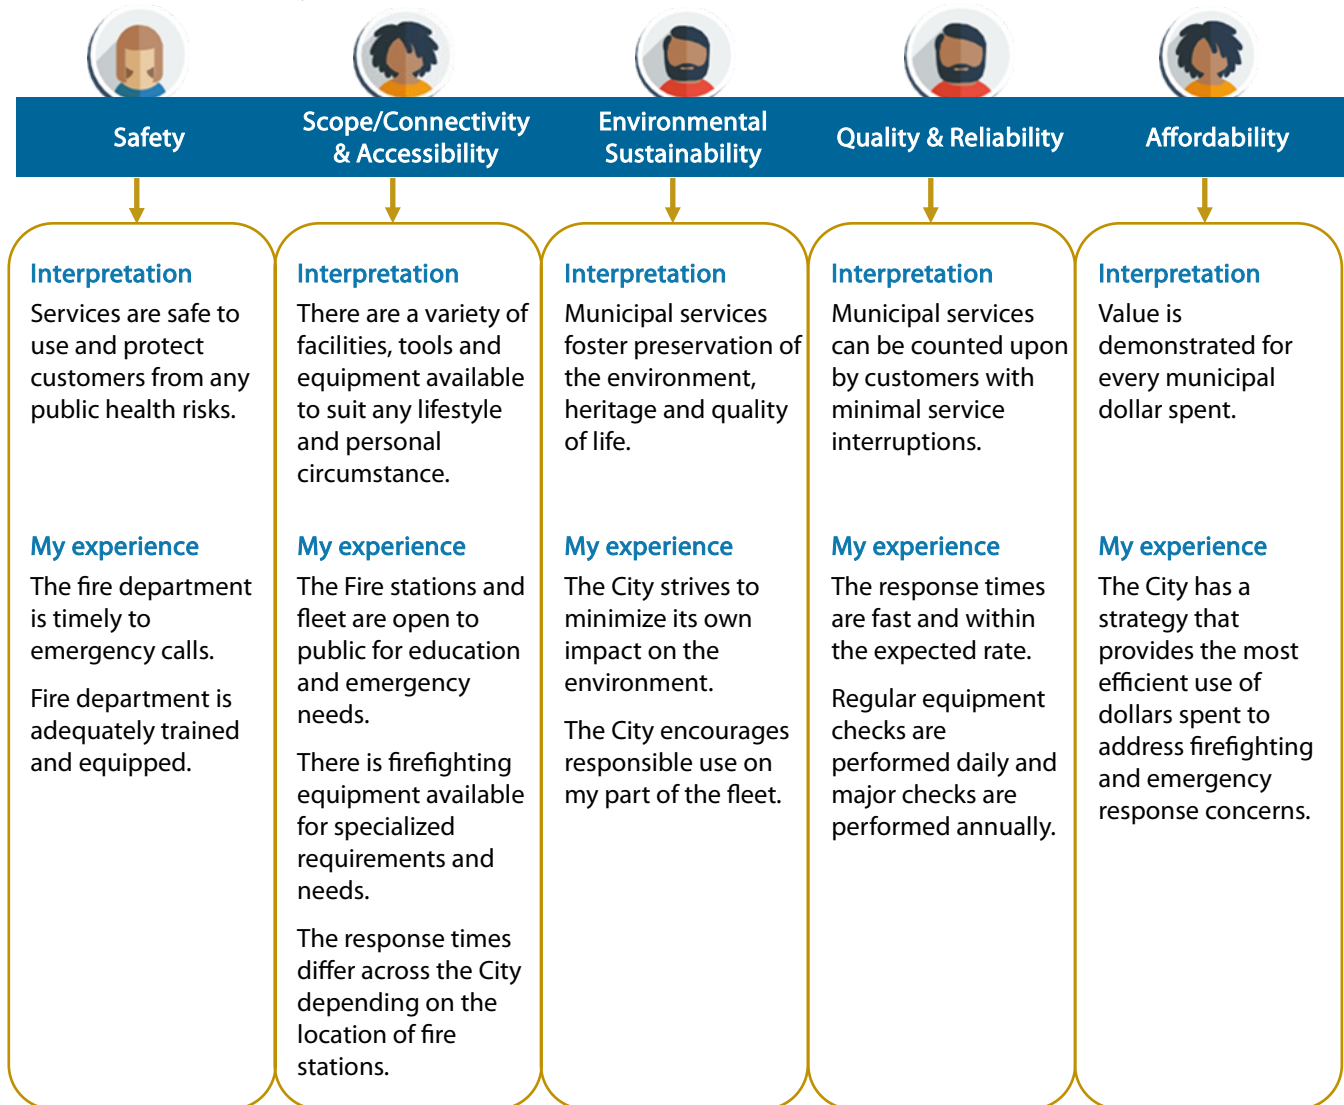 Safety
Scope/Connectivity
& Accessibility
Environmental
Sustainability
Quality & Reliability
Affordability
Interpretation
Services are safe to
use and protect
customers from any
public health risks.
My experience
The fire department
is timely to
emergency calls.
Fire department is
adequately trained
and equipped.
Interpretation
There are a variety of
facilities, tools and
equipment available
to suit any lifestyle
and personal
circumstance.
My experience
The Fire stations and
fleet are open to
public for education
and emergency
needs.
There is firefighting
equipment available
for specialized
requirements and
needs.
The response times
differ across the City
depending on the
location of fire
stations.
Interpretation
Municipal services
foster preservation of
the environment,
heritage and quality
of life.
My experience
The City strives to
minimize its own
impact on the
environment.
The City encourages
responsible use on
my part of the fleet.
Interpretation
Municipal services
can be counted upon
by customers with
minimal service
interruptions.
My experience
The response times
are fast and within
the expected rate.
Regular equipment
checks are
performed daily and
major checks are
performed annually.
Interpretation
Value is
demonstrated for
every municipal
dollar spent.
My experience
The City has a
strategy that
provides the most
efficient use of
dollars spent to
address firefighting
and emergency
response concerns.